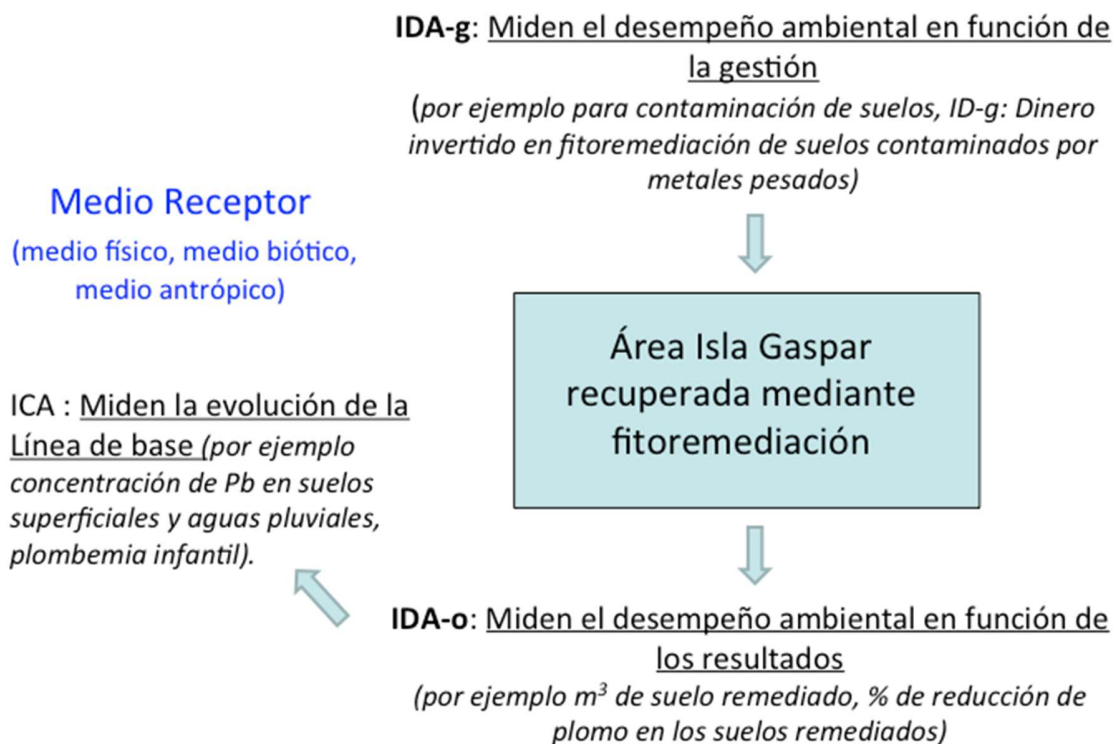 IDA-g: Miden el desempeño ambiental en función de
la gestión
(por ejemplo para contaminación de suelos, ID-g: Dinero
invertido en fitoremediación de suelos contaminados por
metales pesados)
Medio Receptor
(medio físico, medio biótico,
medio antrópico)
Área Isla Gaspar
recuperada mediante
fitoremediación
ICA : Miden la evolución de la
Línea de base (por ejemplo
concentración de Pb en suelos
superficiales y aguas pluviales,
plombemia infantil).
IDA-o: Miden el desempeño ambiental en función de
los resultados
(por ejemplo m³ de suelo remediado, % de reducción de
plomo en los suelos remediados)